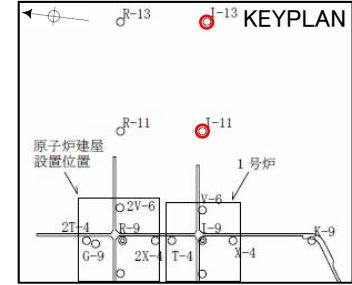 R-13
I-13
KEYPLAN
R-11
I-11
原子炉建屋
設置位置
1号炉
2V-6
V-6
2T-4
R-9
I-9
K-9
G-9
2X-4
T-4
X-4